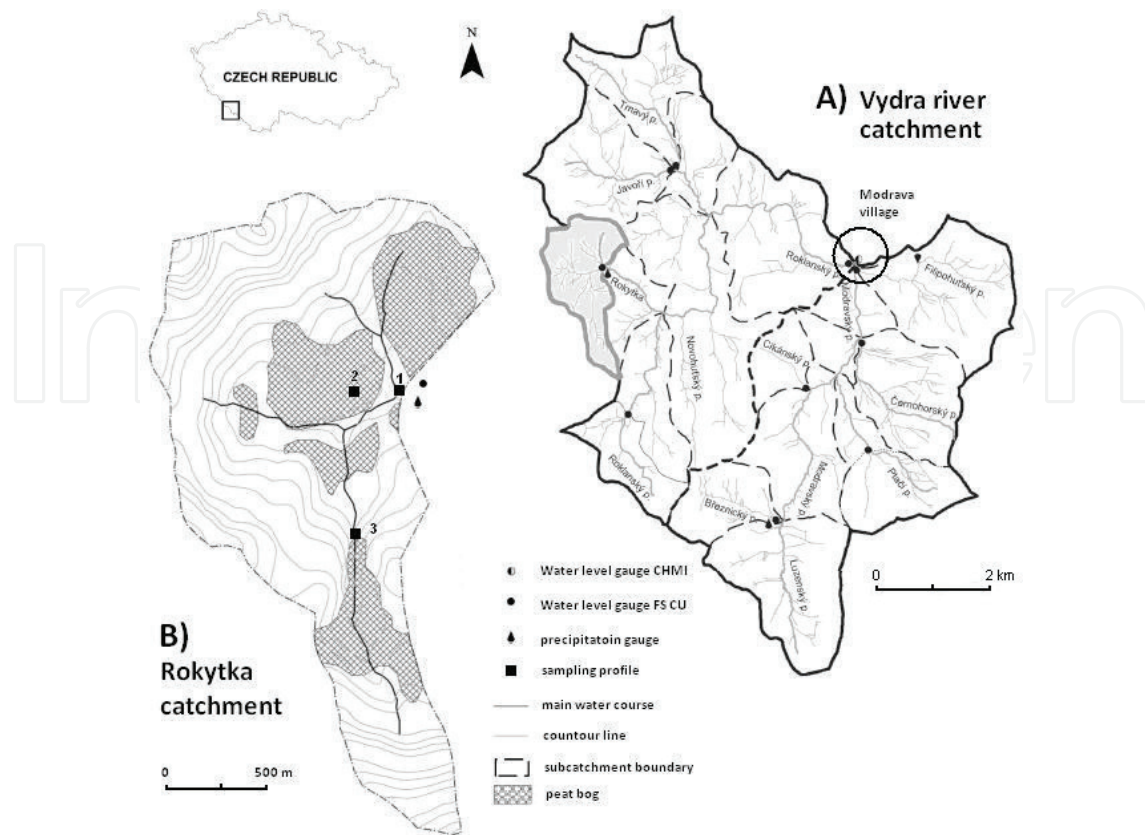 CZECH REPUBLIC
N
A) Vydra river
catchment
Modrava
village
Tmavý p.
Javoří p.
Rokytka
Roklanský p.
Modravský p.
Filipohuťský p.
Novohuťský p.
Cikánský p.
Černohorský p.
Roklanský p.
Modravský p.
Ptačí p.
Březnický p.
Luzenský p.
0 2 km
1
2
3
B)
Rokytka
catchment
0 500 m
Water level gauge CHMI
Water level gauge FS CU
precipitatoin gauge
sampling profile
main water course
countour line
subcatchment boundary
peat bog